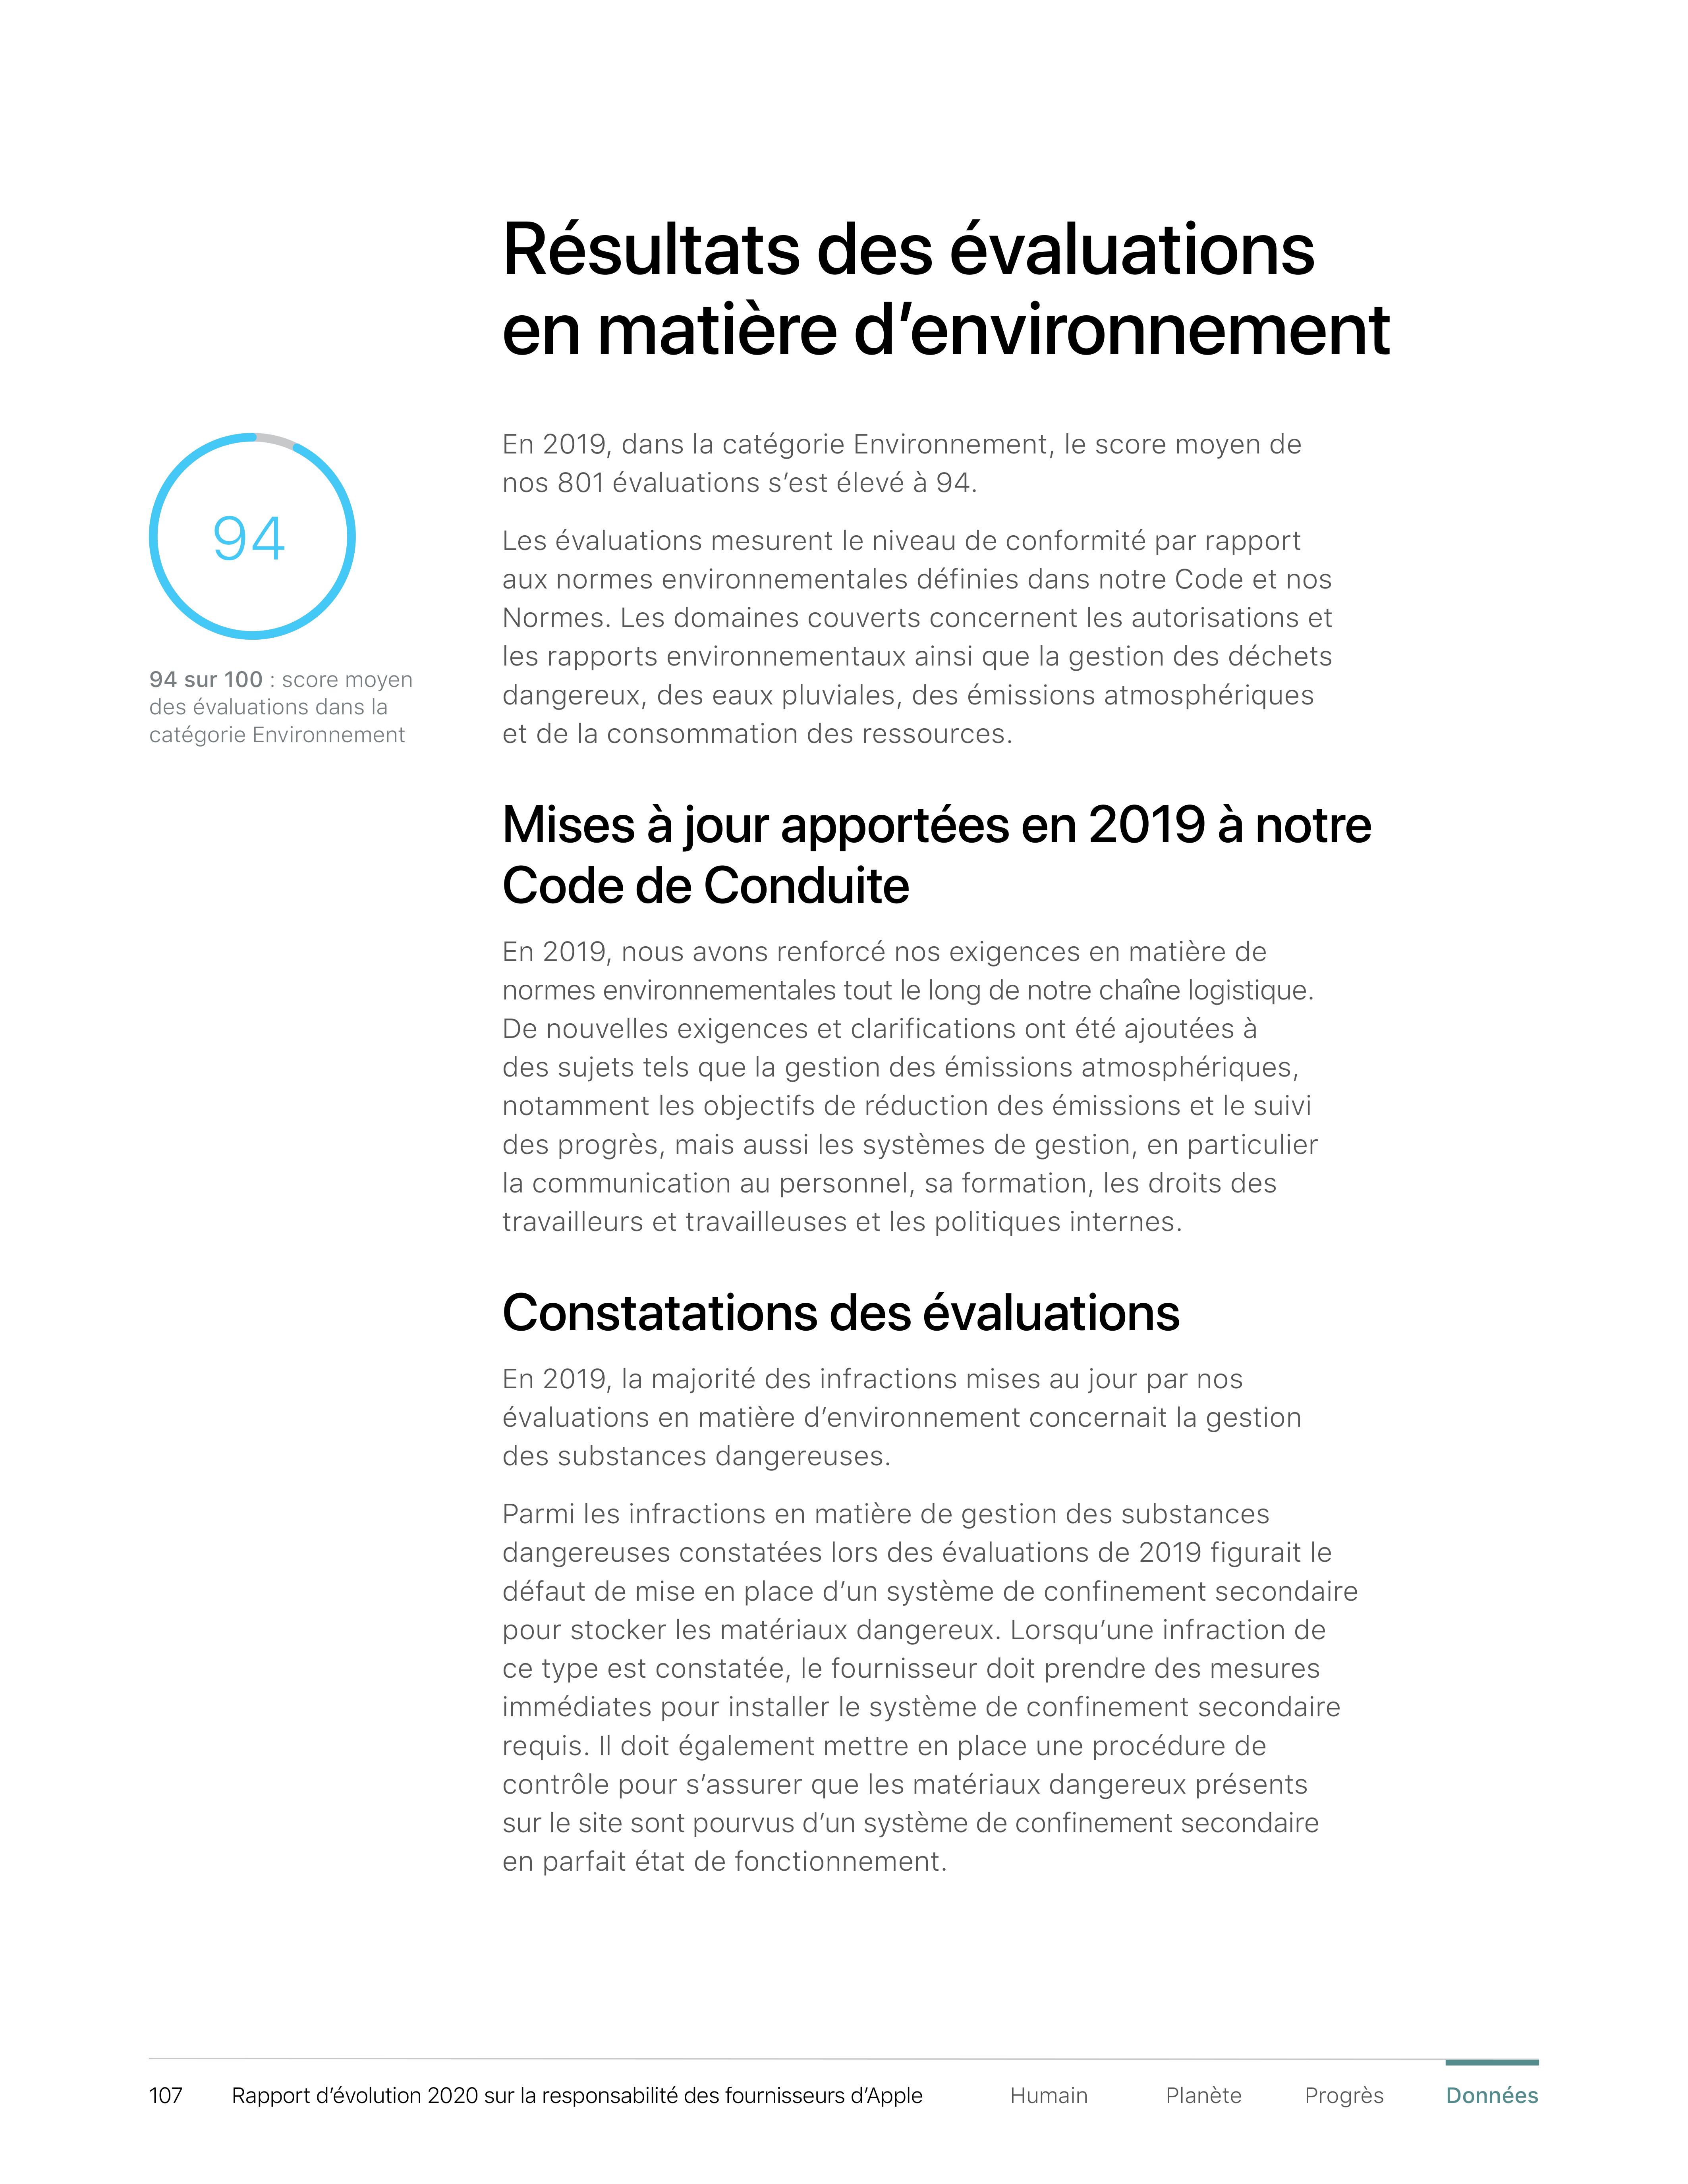 Résultats des évaluations
en matière d’environnement
94
94 sur 100 : score moyen
des évaluations dans la
catégorie Environnement
En 2019, dans la catégorie Environnement, le score moyen de
nos 801 évaluations s’est élevé à 94.
Les évaluations mesurent le niveau de conformité par rapport
aux normes environnementales définies dans notre Code et nos
Normes. Les domaines couverts concernent les autorisations et
les rapports environnementaux ainsi que la gestion des déchets
dangereux, des eaux pluviales, des émissions atmosphériques
et de la consommation des ressources.
Mises à jour apportées en 2019 à notre
Code de Conduite
En 2019, nous avons renforcé nos exigences en matière de
normes environnementales tout le long de notre chaîne logistique.
De nouvelles exigences et clarifications ont été ajoutées à
des sujets tels que la gestion des émissions atmosphériques,
notamment les objectifs de réduction des émissions et le suivi
des progrès, mais aussi les systèmes de gestion, en particulier
la communication au personnel, sa formation, les droits des
travailleurs et travailleuses et les politiques internes.
Constatations des évaluations
En 2019, la majorité des infractions mises au jour par nos
évaluations en matière d’environnement concernait la gestion
des substances dangereuses.
Parmi les infractions en matière de gestion des substances
dangereuses constatées lors des évaluations de 2019 figurait le
défaut de mise en place d’un système de confinement secondaire
pour stocker les matériaux dangereux. Lorsqu’une infraction de
ce type est constatée, le fournisseur doit prendre des mesures
immédiates pour installer le système de confinement secondaire
requis. Il doit également mettre en place une procédure de
contrôle pour s’assurer que les matériaux dangereux présents
sur le site sont pourvus d’un système de confinement secondaire
en parfait état de fonctionnement.
107 Rapport d’évolution 2020 sur la responsabilité des fournisseurs d’Apple Humain Planète Progrès Données